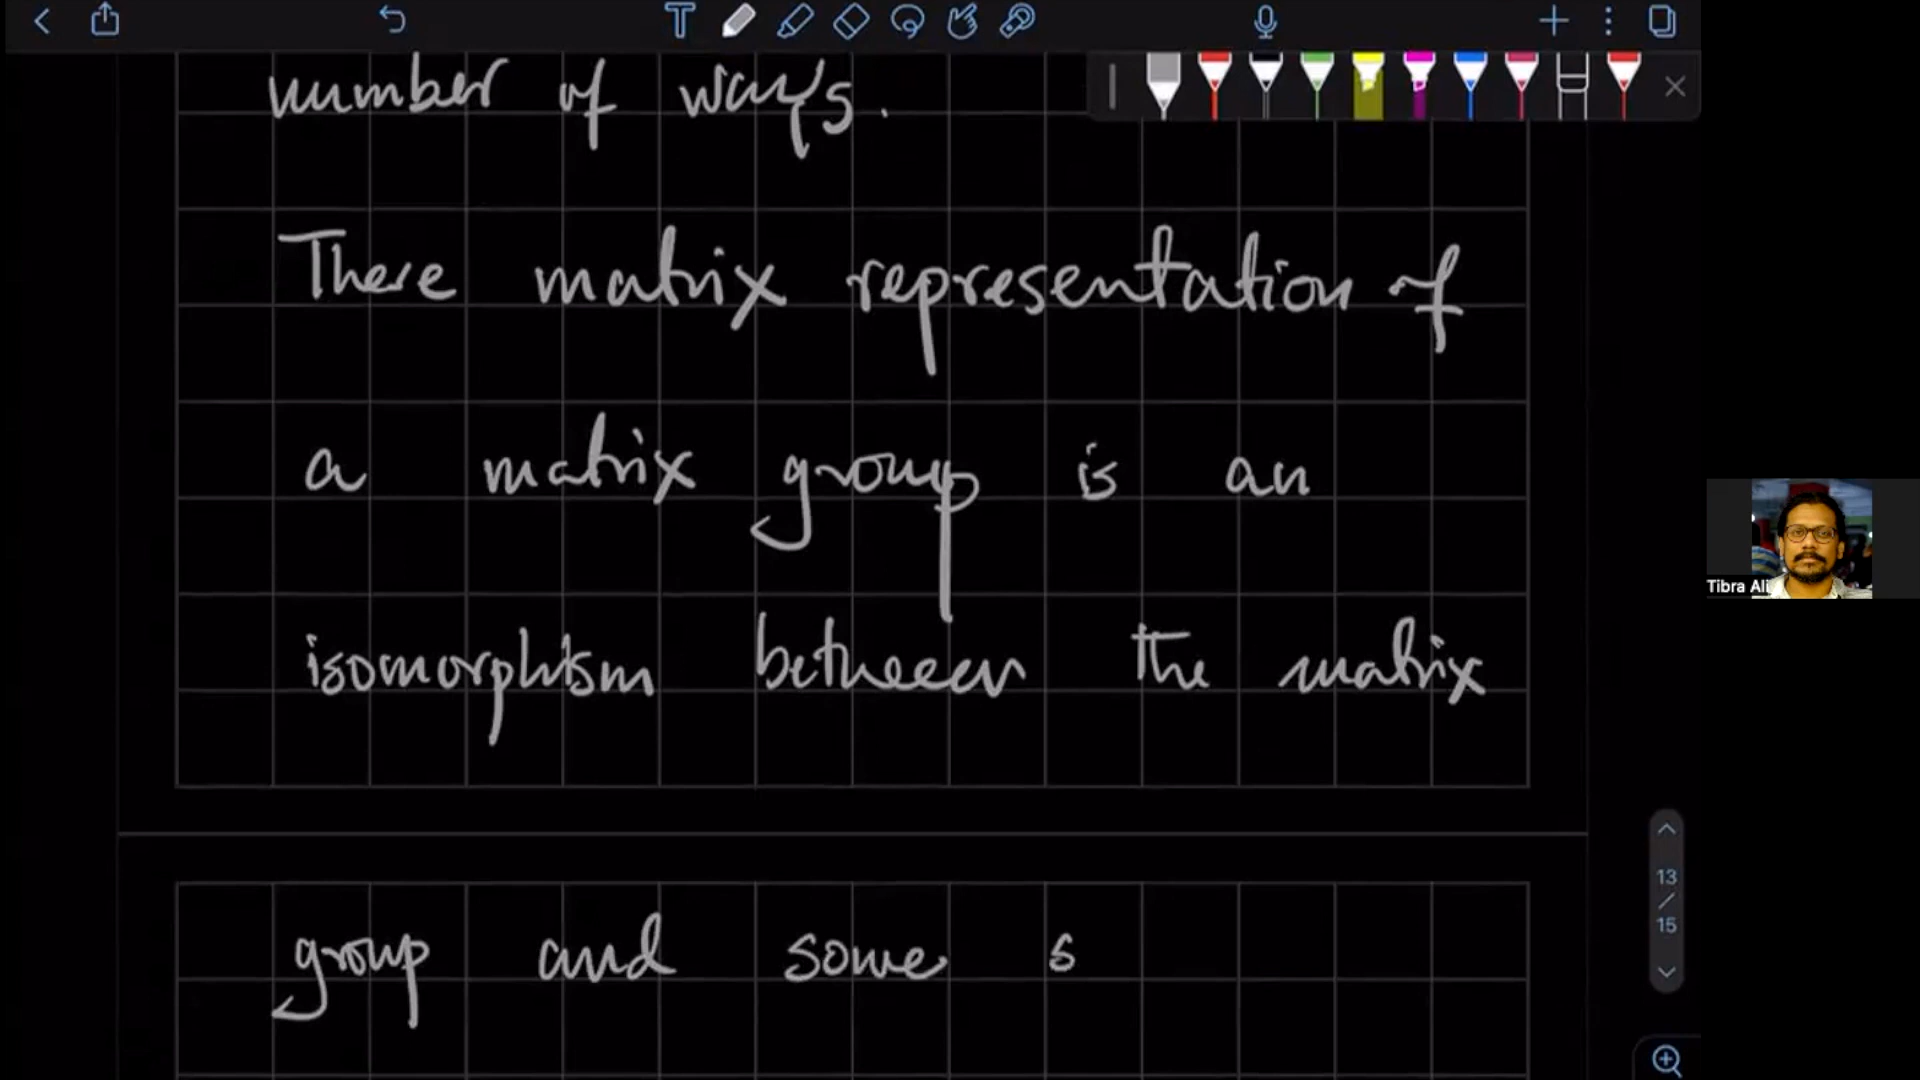 number of ways.
There matrix representation of
a matrix group is an
isomorphism between the matrix
group and some s
13
/
15
Tibra Ali